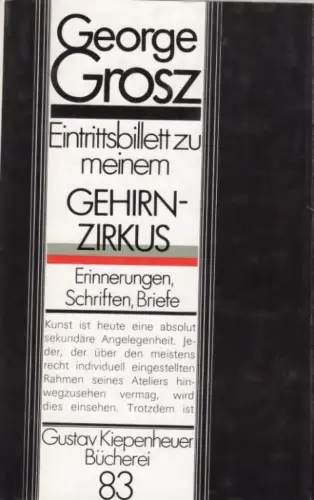 George
Grosz
Eintrittsbillett zu
meinem
GEHIRN-
ZIRKUS
Erinnerungen,
Schriften, Briefe
Kunst ist heute eine absolut
sekundäre Angelegenheit. Je-
der, der über den meistens
recht individuell eingestellten
Rahmen seines Ateliers hin-
wegzusehen vermag, wird
dies einsehen. Trotzdem ist
Gustav Kiepenheuer
Bücherei
83